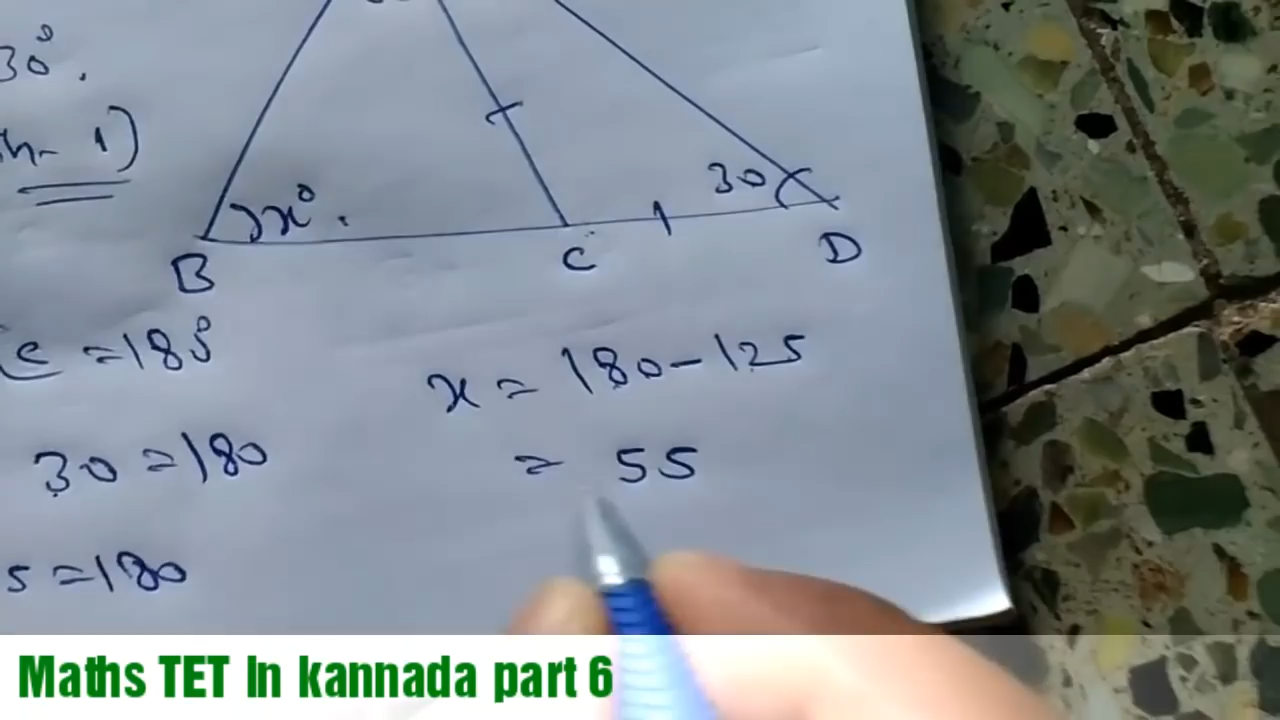 30°.
1)
x°.
30
B
C
D
= 180°
x = 180 - 125
30 = 180
= 55
5 = 180
Maths TET In kannada part 6